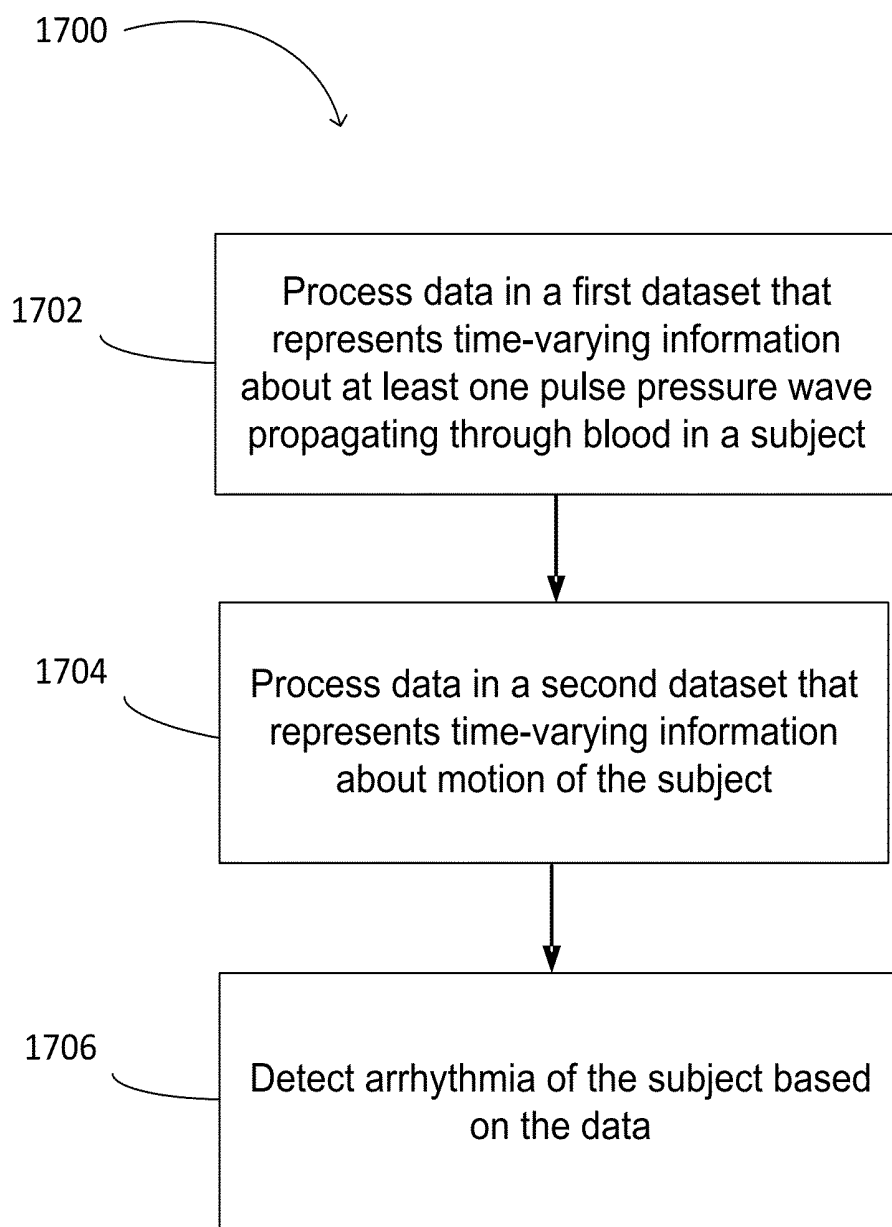 1700
1702
Process data in a first dataset that
represents time-varying information
about at least one pulse pressure wave
propagating through blood in a subject
1704
Process data in a second dataset that
represents time-varying information
about motion of the subject
1706
Detect arrhythmia of the subject based
on the data